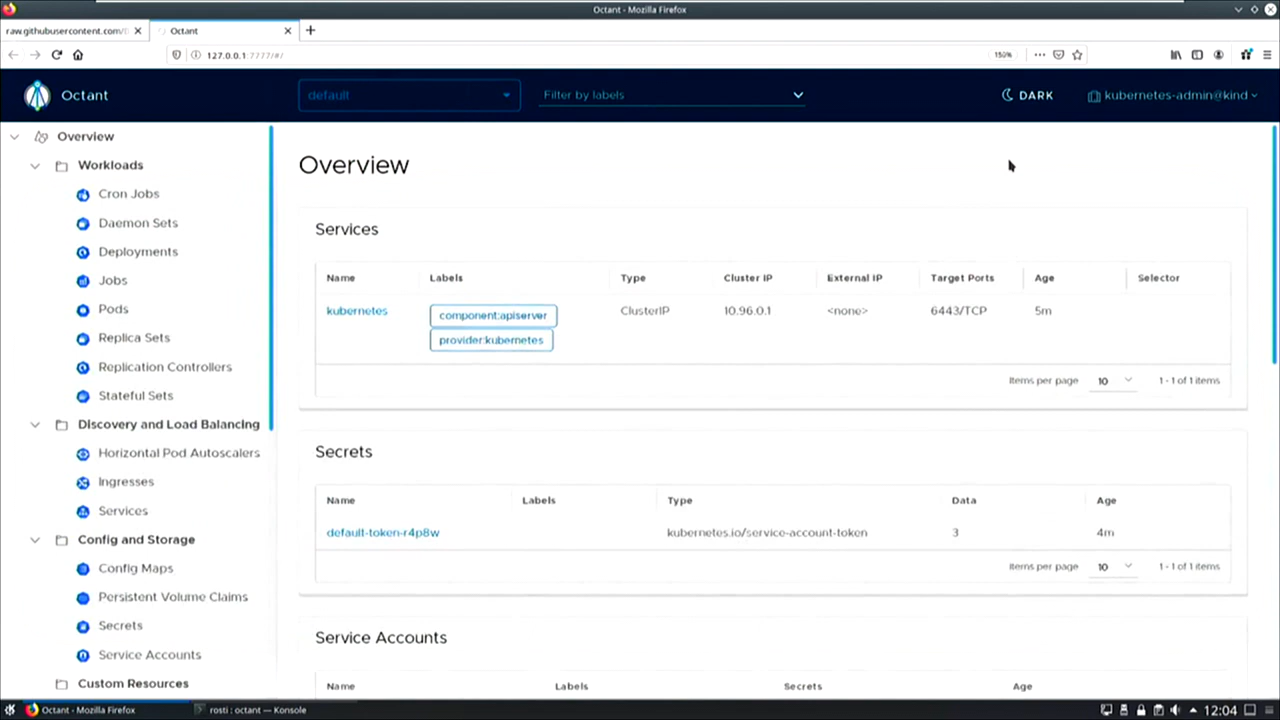 Octant - Mozilla Firefox
raw.githubusercontent.com/
Octant
127.0.0.1:7777/#/
150%
Octant
default
Filter by labels
DARK
kubernetes-admin@kind
Overview
Workloads
Cron Jobs
Daemon Sets
Deployments
Jobs
Pods
Replica Sets
Replication Controllers
Stateful Sets
Discovery and Load Balancing
Horizontal Pod Autoscalers
Ingresses
Services
Config and Storage
Config Maps
Persistent Volume Claims
Secrets
Service Accounts
Custom Resources
Overview
Services
Name Labels Type Cluster IP External IP Target Ports Age Selector
kubernetes component:apiserver ClusterIP 10.96.0.1 <none> 6443/TCP 5m
provider:kubernetes
Items per page 10 1 - 1 of 1 items
Secrets
Name Labels Type Data Age
default-token-r4p8w kubernetes.io/service-account-token 3 4m
Items per page 10 1 - 1 of 1 items
Service Accounts
Name Labels Secrets Age
Octant - Mozilla Firefox
rosti : octant — Konsole
12:04